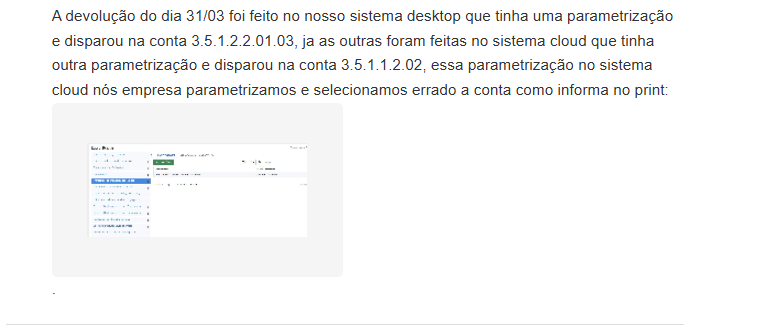 A devolução do dia 31/03 foi feito no nosso sistema desktop que tinha uma parametrização
e disparou na conta 3.5.1.2.2.01.03, ja as outras foram feitas no sistema cloud que tinha
outra parametrização e disparou na conta 3.5.1.1.2.02, essa parametrização no sistema
cloud nós empresa parametrizamos e selecionamos errado a conta como informa no print:
.